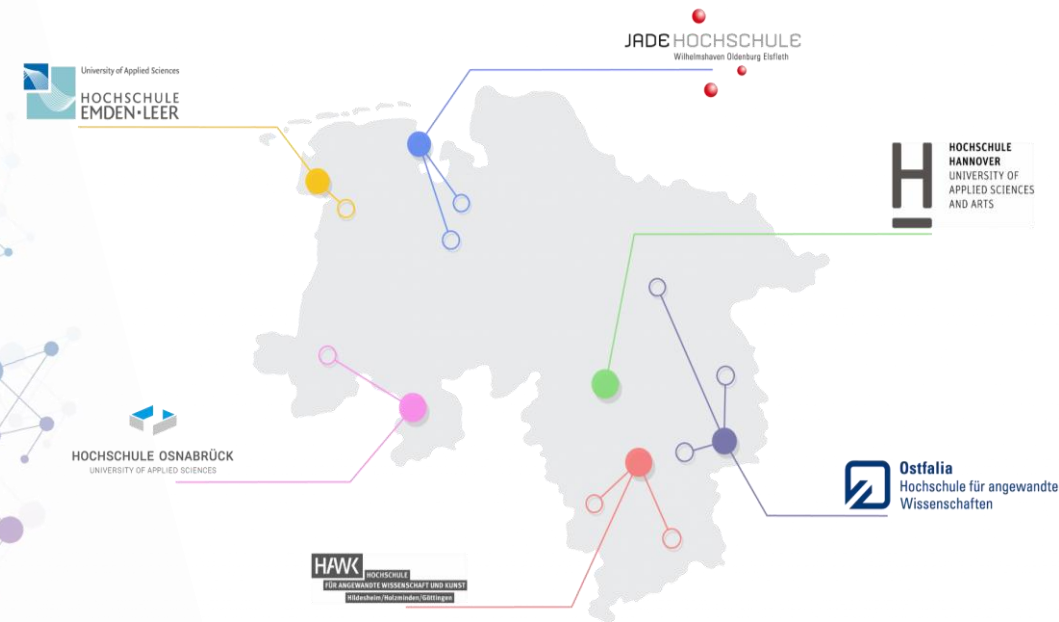 JADEHOCHSCHULE
Wilhelmshaven Oldenburg Elsfleth
University of Applied Sciences
HOCHSCHULE
EMDEN•LEER
H
HOCHSCHULE
HANNOVER
UNIVERSITY OF
APPLIED SCIENCES
AND ARTS
HOCHSCHULE OSNABRÜCK
UNIVERSITY OF APPLIED SCIENCES
Ostfalia
Hochschule für angewandte
Wissenschaften
HAWK
HOCHSCHULE
FÜR ANGEWANDTE WISSENSCHAFT UND KUNST
Hildesheim/Holzminden/Göttingen